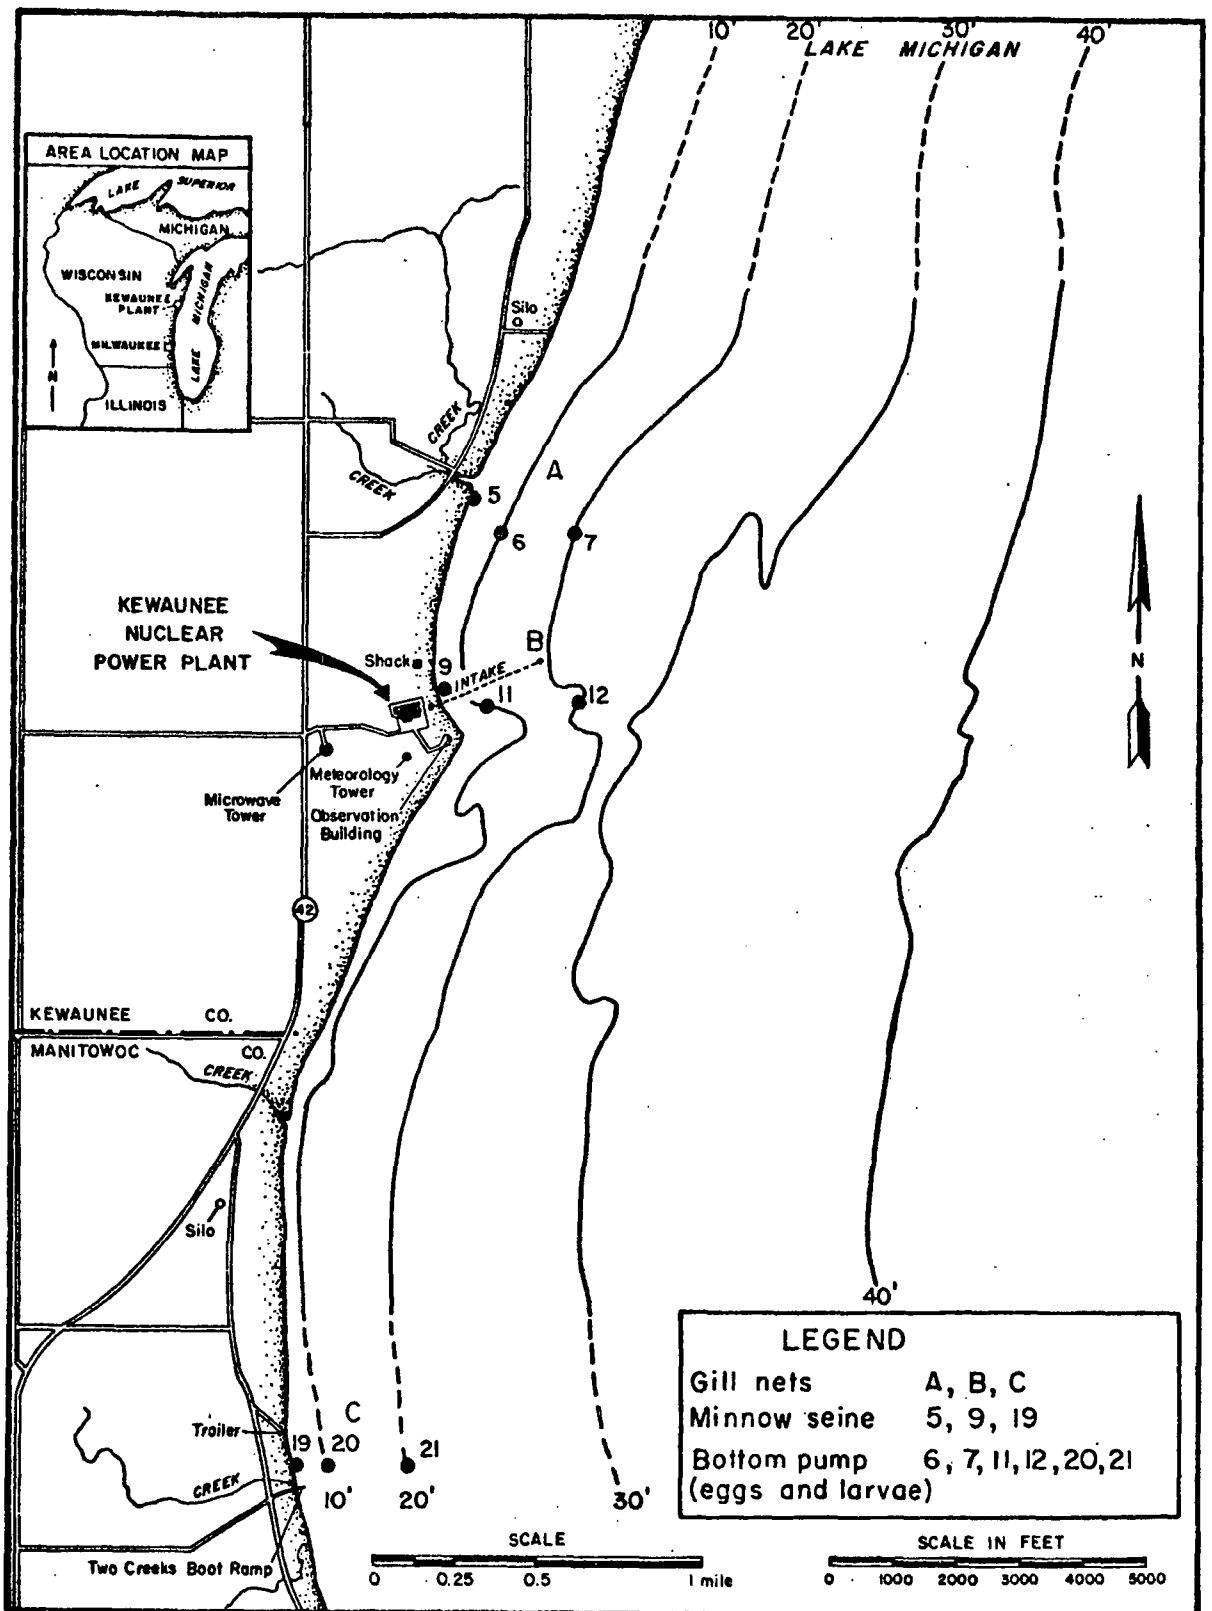 10'
20'
30'
40'
LAKE MICHIGAN
AREA LOCATION MAP
LAKE SUPERIOR
MICHIGAN
WISCONSIN
KEWAUNEE
PLANT
LAKE MICHIGAN
MILWAUKEE
N
ILLINOIS
Silo
CREEK
CREEK
A
5
6
7
KEWAUNEE
NUCLEAR
POWER PLANT
Shack
9
INTAKE
B
11
12
N
Meteorology
Tower
Microwave
Tower
Observation
Building
42
KEWAUNEE CO.
MANITOWOC CO.
CREEK
Silo
40'
LEGEND
Gill nets A, B, C
Minnow seine 5, 9, 19
Bottom pump 6, 7, 11, 12, 20, 21
(eggs and larvae)
Trailer
C
19
20
21
CREEK
10'
20'
30'
Two Creeks Boat Ramp
SCALE
0 0.25 0.5 1 mile
SCALE IN FEET
0 1000 2000 3000 4000 5000